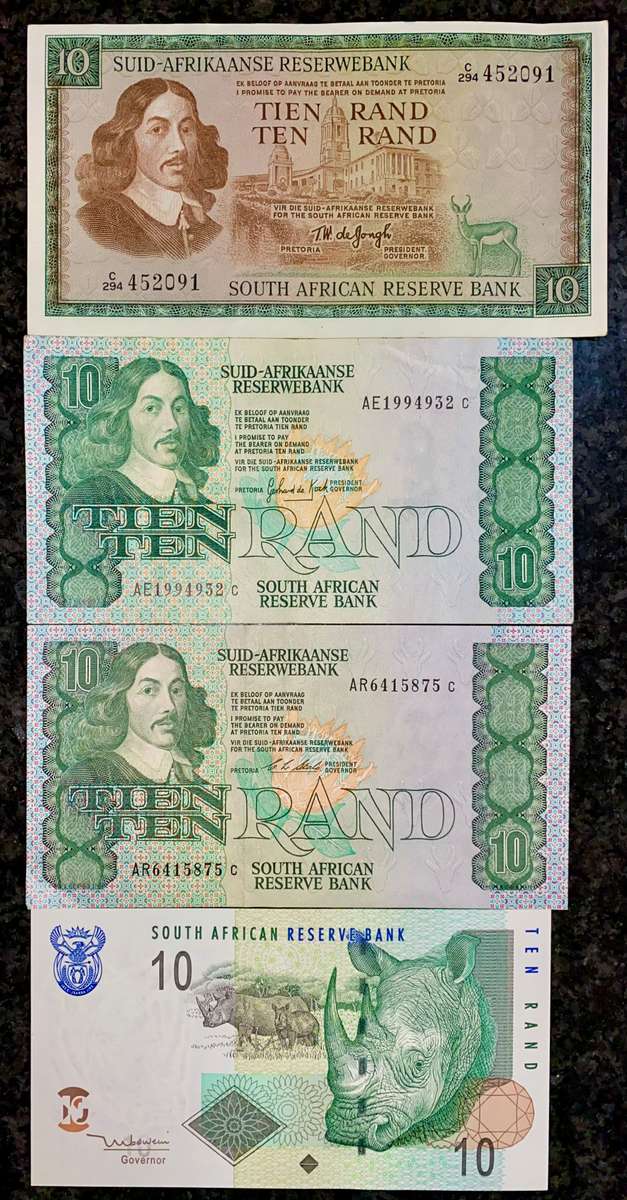 10
SUID-AFRIKAANSE RESERWEBANK
C/294 452091
EK BELOOF OP AANVRAAG TE BETAAL AAN TOONDER TE PRETORIA
I PROMISE TO PAY THE BEARER ON DEMAND AT PRETORIA
TIEN RAND
TEN RAND
VIR DIE SUID-AFRIKAANSE RESERWEBANK
FOR THE SOUTH AFRICAN RESERVE BANK
T.W. de Jongh
PRETORIA PRESIDENT
GOVERNOR.
C/294 452091
SOUTH AFRICAN RESERVE BANK
10
10
SUID-AFRIKAANSE
RESERWEBANK
AE1994932 C
EK BELOOF OP AANVRAAG
TE BETAAL AAN TOONDER
TE PRETORIA TIEN RAND
I PROMISE TO PAY
THE BEARER ON DEMAND
AT PRETORIA TEN RAND
VIR DIE SUID-AFRIKAANSE RESERWEBANK
FOR THE SOUTH AFRICAN RESERVE BANK
PRETORIA Gerhard de Kock PRESIDENT
GOVERNOR
TIEN
TEN RAND
10
AE1994932 C
SOUTH AFRICAN
RESERVE BANK
10
SUID-AFRIKAANSE
RESERWEBANK
AR6415875 C
EK BELOOF OP AANVRAAG
TE BETAAL AAN TOONDER
TE PRETORIA TIEN RAND
I PROMISE TO PAY
THE BEARER ON DEMAND
AT PRETORIA TEN RAND
VIR DIE SUID-AFRIKAANSE RESERWEBANK
FOR THE SOUTH AFRICAN RESERVE BANK
PRETORIA PRESIDENT
GOVERNOR
TIEN
TEN RAND
10
AR6415875 C
SOUTH AFRICAN
RESERVE BANK
SOUTH AFRICAN RESERVE BANK
TEN RAND
10
Governor
10